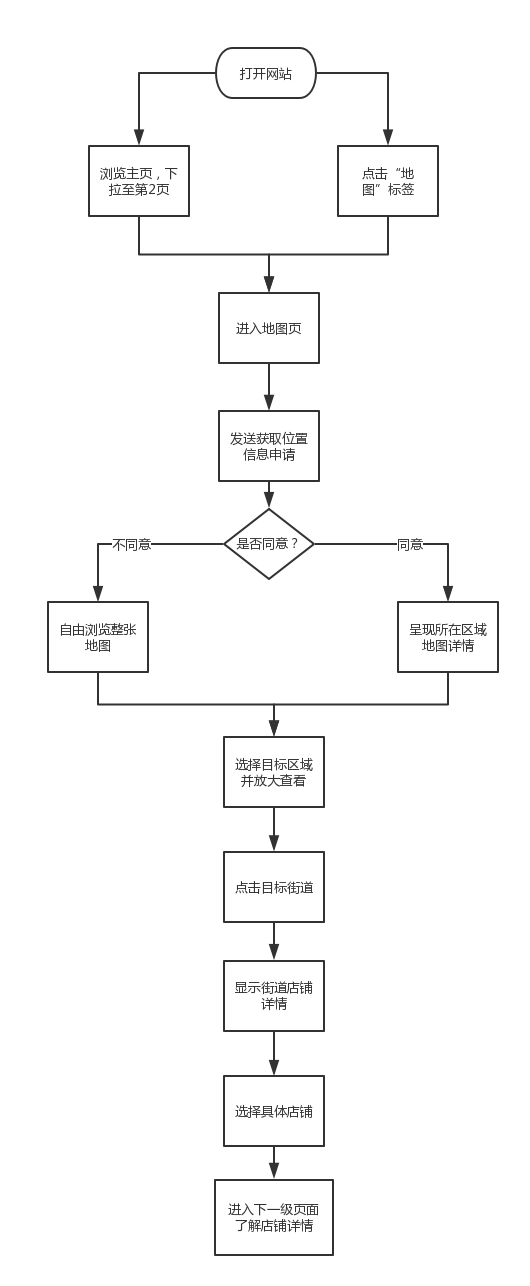 打开网站
浏览主页，下
拉至第2页
点击“地
图”标签
进入地图页
发送获取位置
信息申请
是否同意？
不同意
同意
自由浏览整张
地图
呈现所在区域
地图详情
选择目标区域
并放大查看
点击目标街道
显示街道店铺
详情
选择具体店铺
进入下一级页面
了解店铺详情